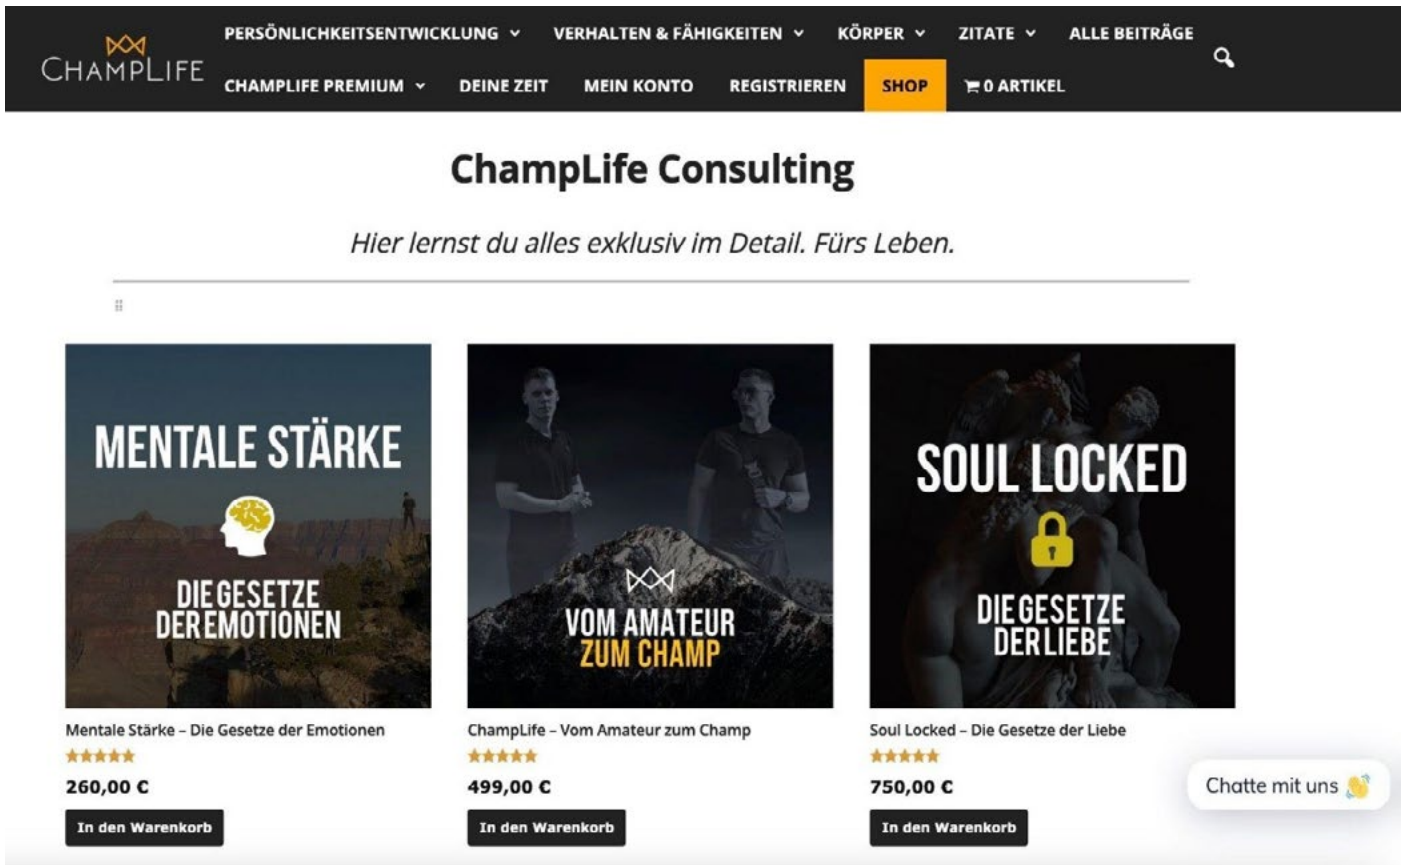 CHAMPLIFE
PERSÖNLICHKEITSENTWICKLUNG VERHALTEN & FÄHIGKEITEN KÖRPER ZITATE ALLE BEITRÄGE
CHAMPLIFE PREMIUM DEINE ZEIT MEIN KONTO REGISTRIEREN SHOP 0 ARTIKEL
ChampLife Consulting
Hier lernst du alles exklusiv im Detail. Fürs Leben.
MENTALE STÄRKE
DIE GESETZE
DER EMOTIONEN
VOM AMATEUR
ZUM CHAMP
SOUL LOCKED
DIE GESETZE
DER LIEBE
Mentale Stärke – Die Gesetze der Emotionen
260,00 €
In den Warenkorb
ChampLife – Vom Amateur zum Champ
499,00 €
In den Warenkorb
Soul Locked – Die Gesetze der Liebe
750,00 €
In den Warenkorb
Chatte mit uns 👋